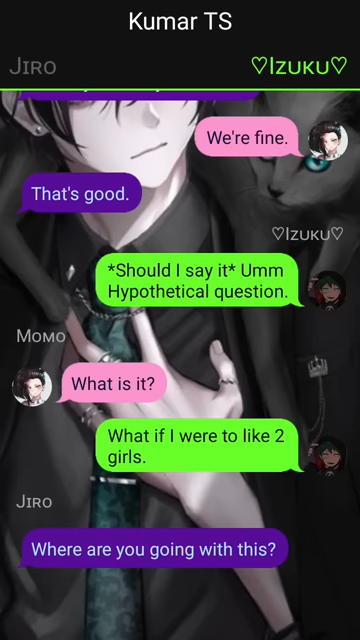 Kumar TS
JIRO
♡IZUKU♡
We're fine.
That's good.
♡IZUKU♡
*Should I say it* Umm
Hypothetical question.
MOMO
What is it?
What if I were to like 2
girls.
JIRO
Where are you going with this?